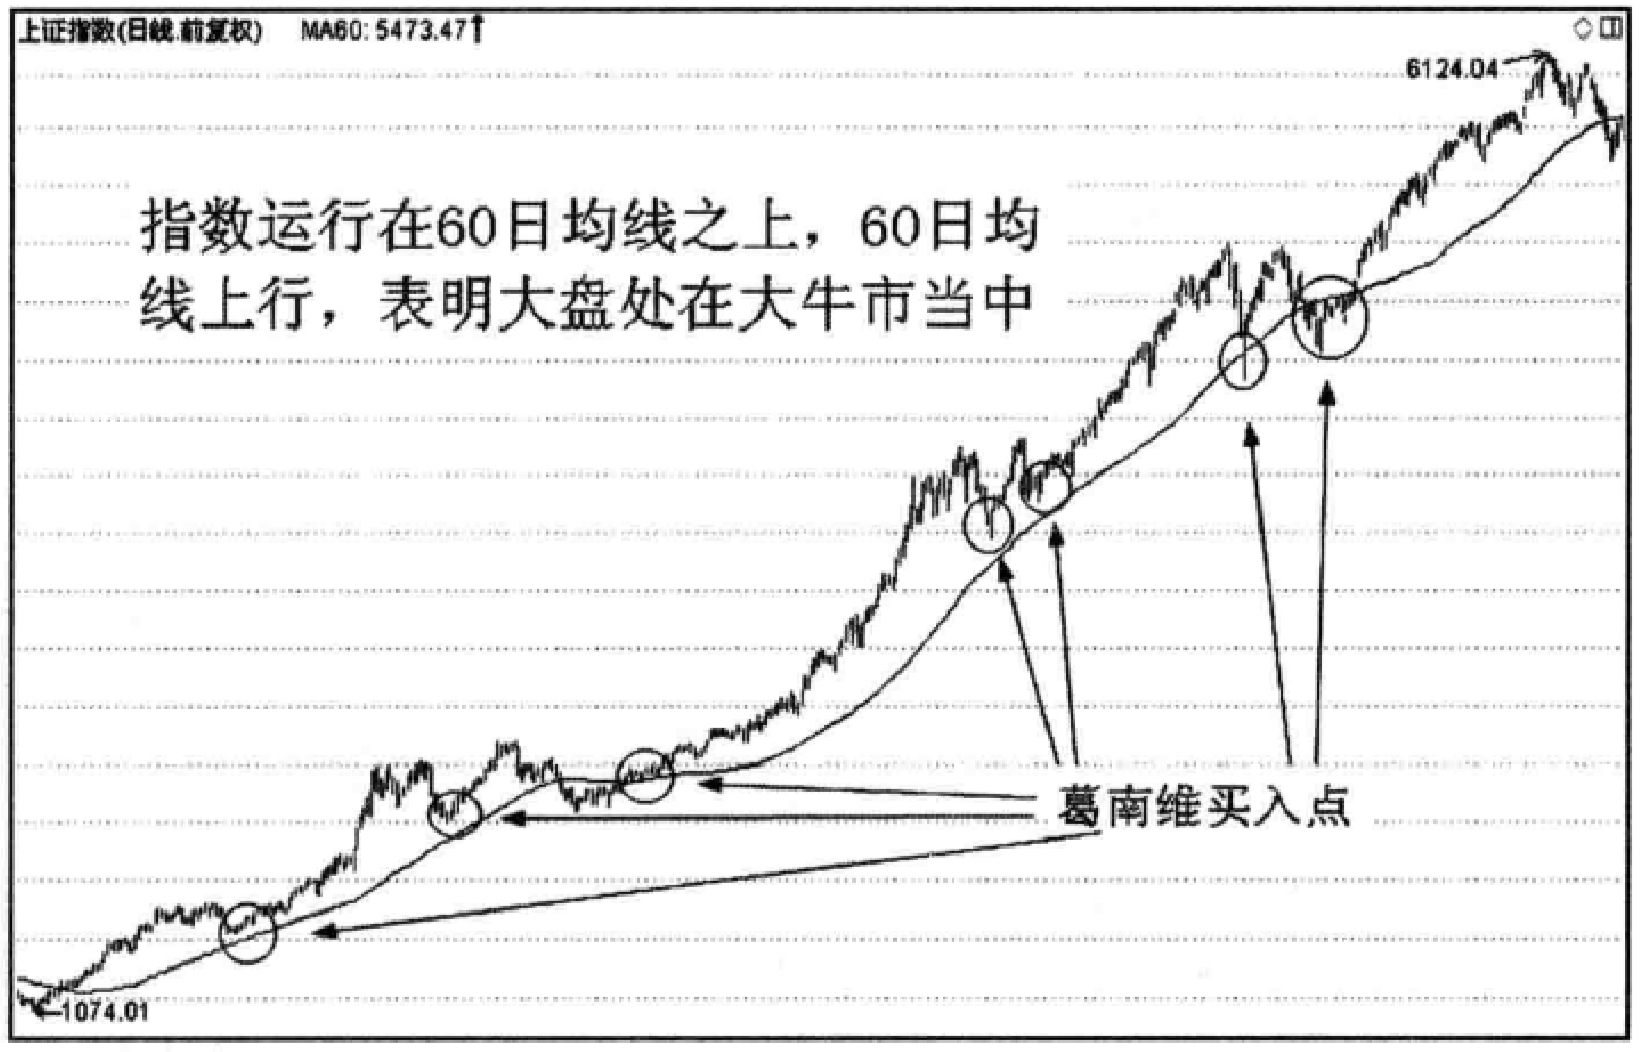 上证指数(日线.前复权) MA60: 5473.47↑
6124.04
指数运行在60日均线之上，60日均
线上行，表明大盘处在大牛市当中
葛南维买入点
1074.01